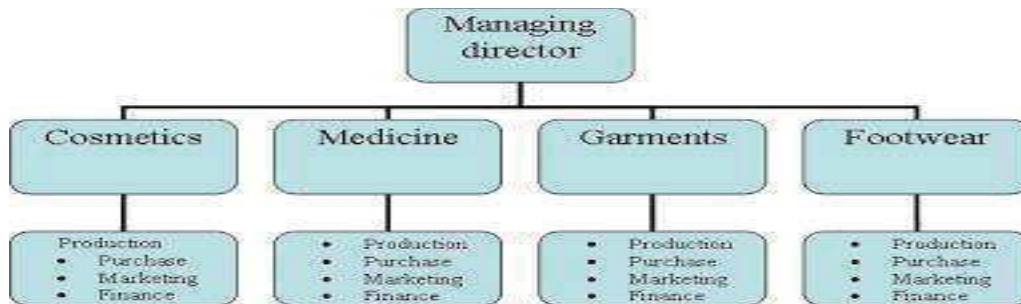 Managing
director
Cosmetics
Medicine
Garments
Footwear
Production
• Purchase
• Marketing
• Finance
• Production
• Purchase
• Marketing
• Finance
• Production
• Purchase
• Marketing
• Finance
• Production
• Purchase
• Marketing
• Finance